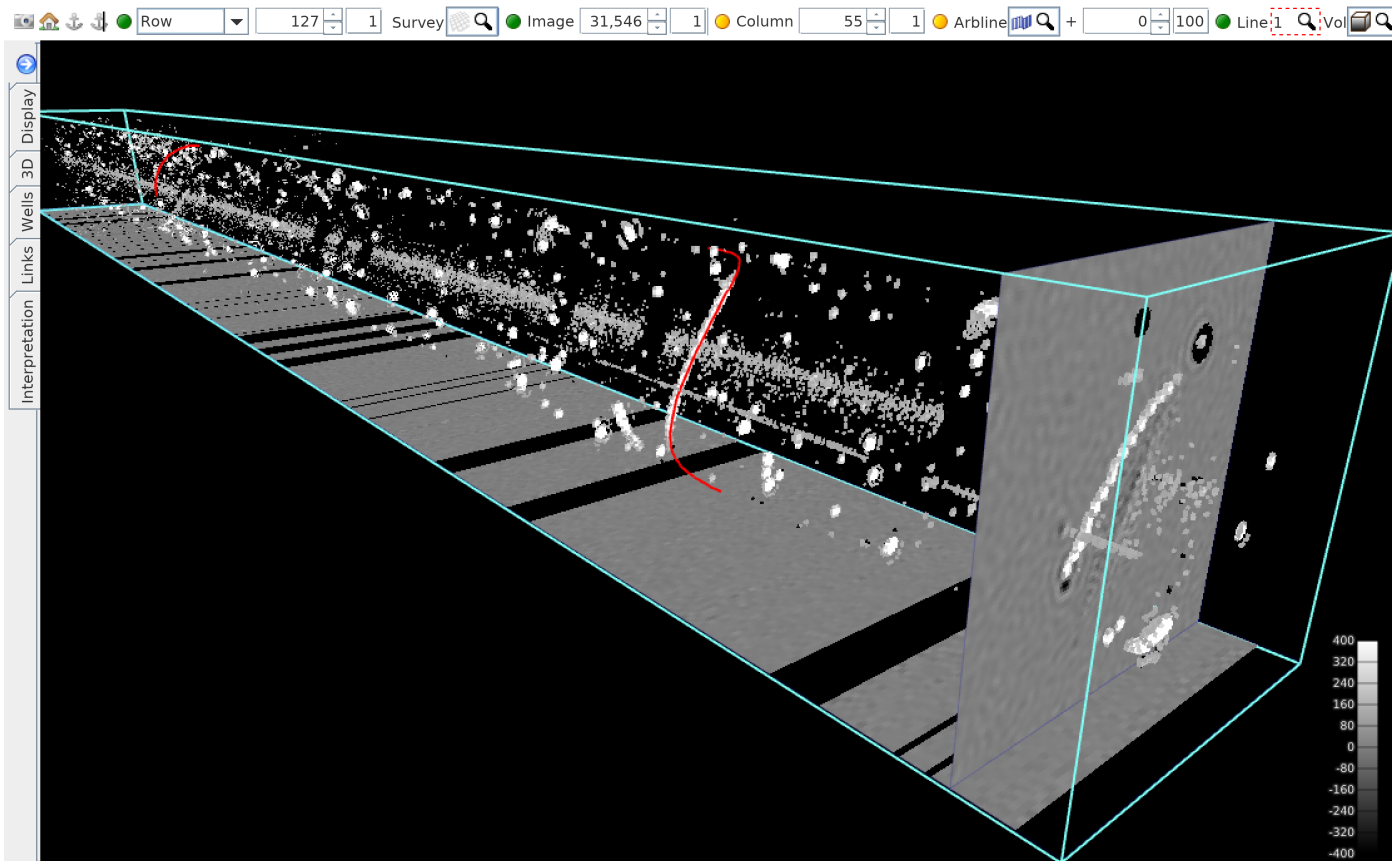 Row 127 1 Survey Image 31,546 1 Column 55 1 Arbline + 0 100 Line 1 Vol
Display
3D
Wells
Links
Interpretation
400
320
240
160
80
0
-80
-160
-240
-320
-400